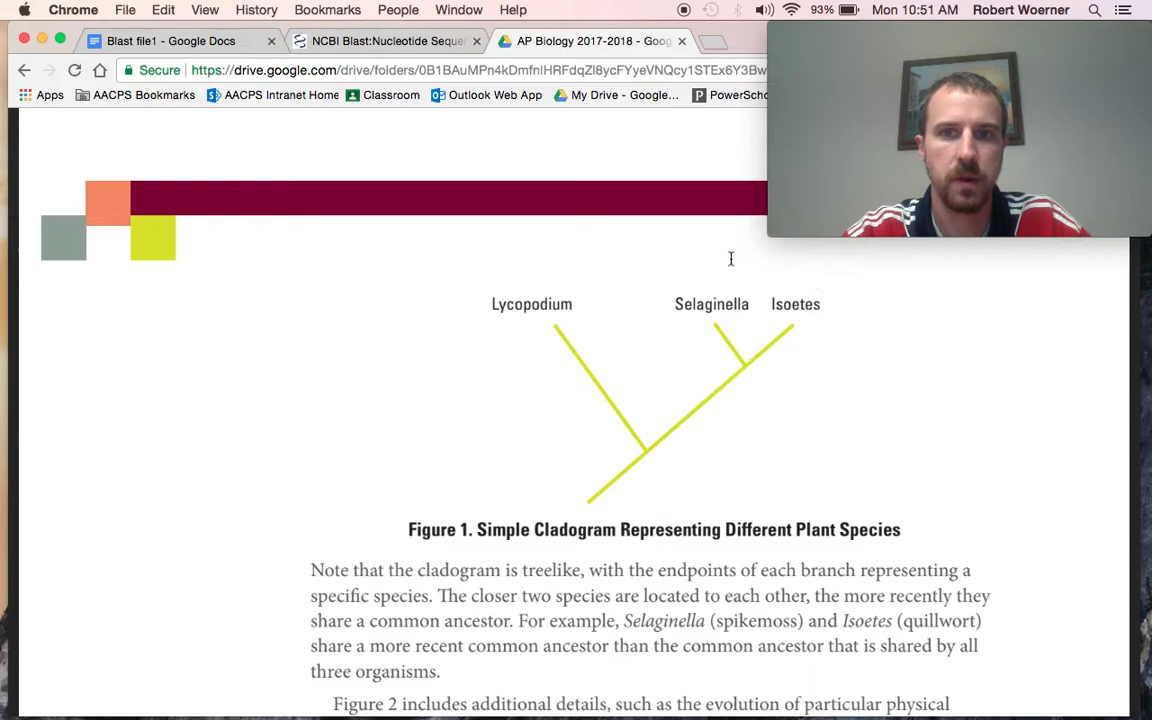 Chrome File Edit View History Bookmarks People Window Help 93% Mon 10:51 AM Robert Woerner
Blast file1 - Google Docs × NCBI Blast:Nucleotide Seque × AP Biology 2017-2018 - Goog ×
Secure https://drive.google.com/drive/folders/0B1BAuMPn4kDmfnlHRFdqZl8ycFYyeVNQcy1STEx6Y3Bw
Apps AACPS Bookmarks AACPS Intranet Home Classroom Outlook Web App My Drive - Google... PowerScho
Lycopodium Selaginella Isoetes
Figure 1. Simple Cladogram Representing Different Plant Species
Note that the cladogram is treelike, with the endpoints of each branch representing a
specific species. The closer two species are located to each other, the more recently they
share a common ancestor. For example, Selaginella (spikemoss) and Isoetes (quillwort)
share a more recent common ancestor than the common ancestor that is shared by all
three organisms.
Figure 2 includes additional details, such as the evolution of particular physical